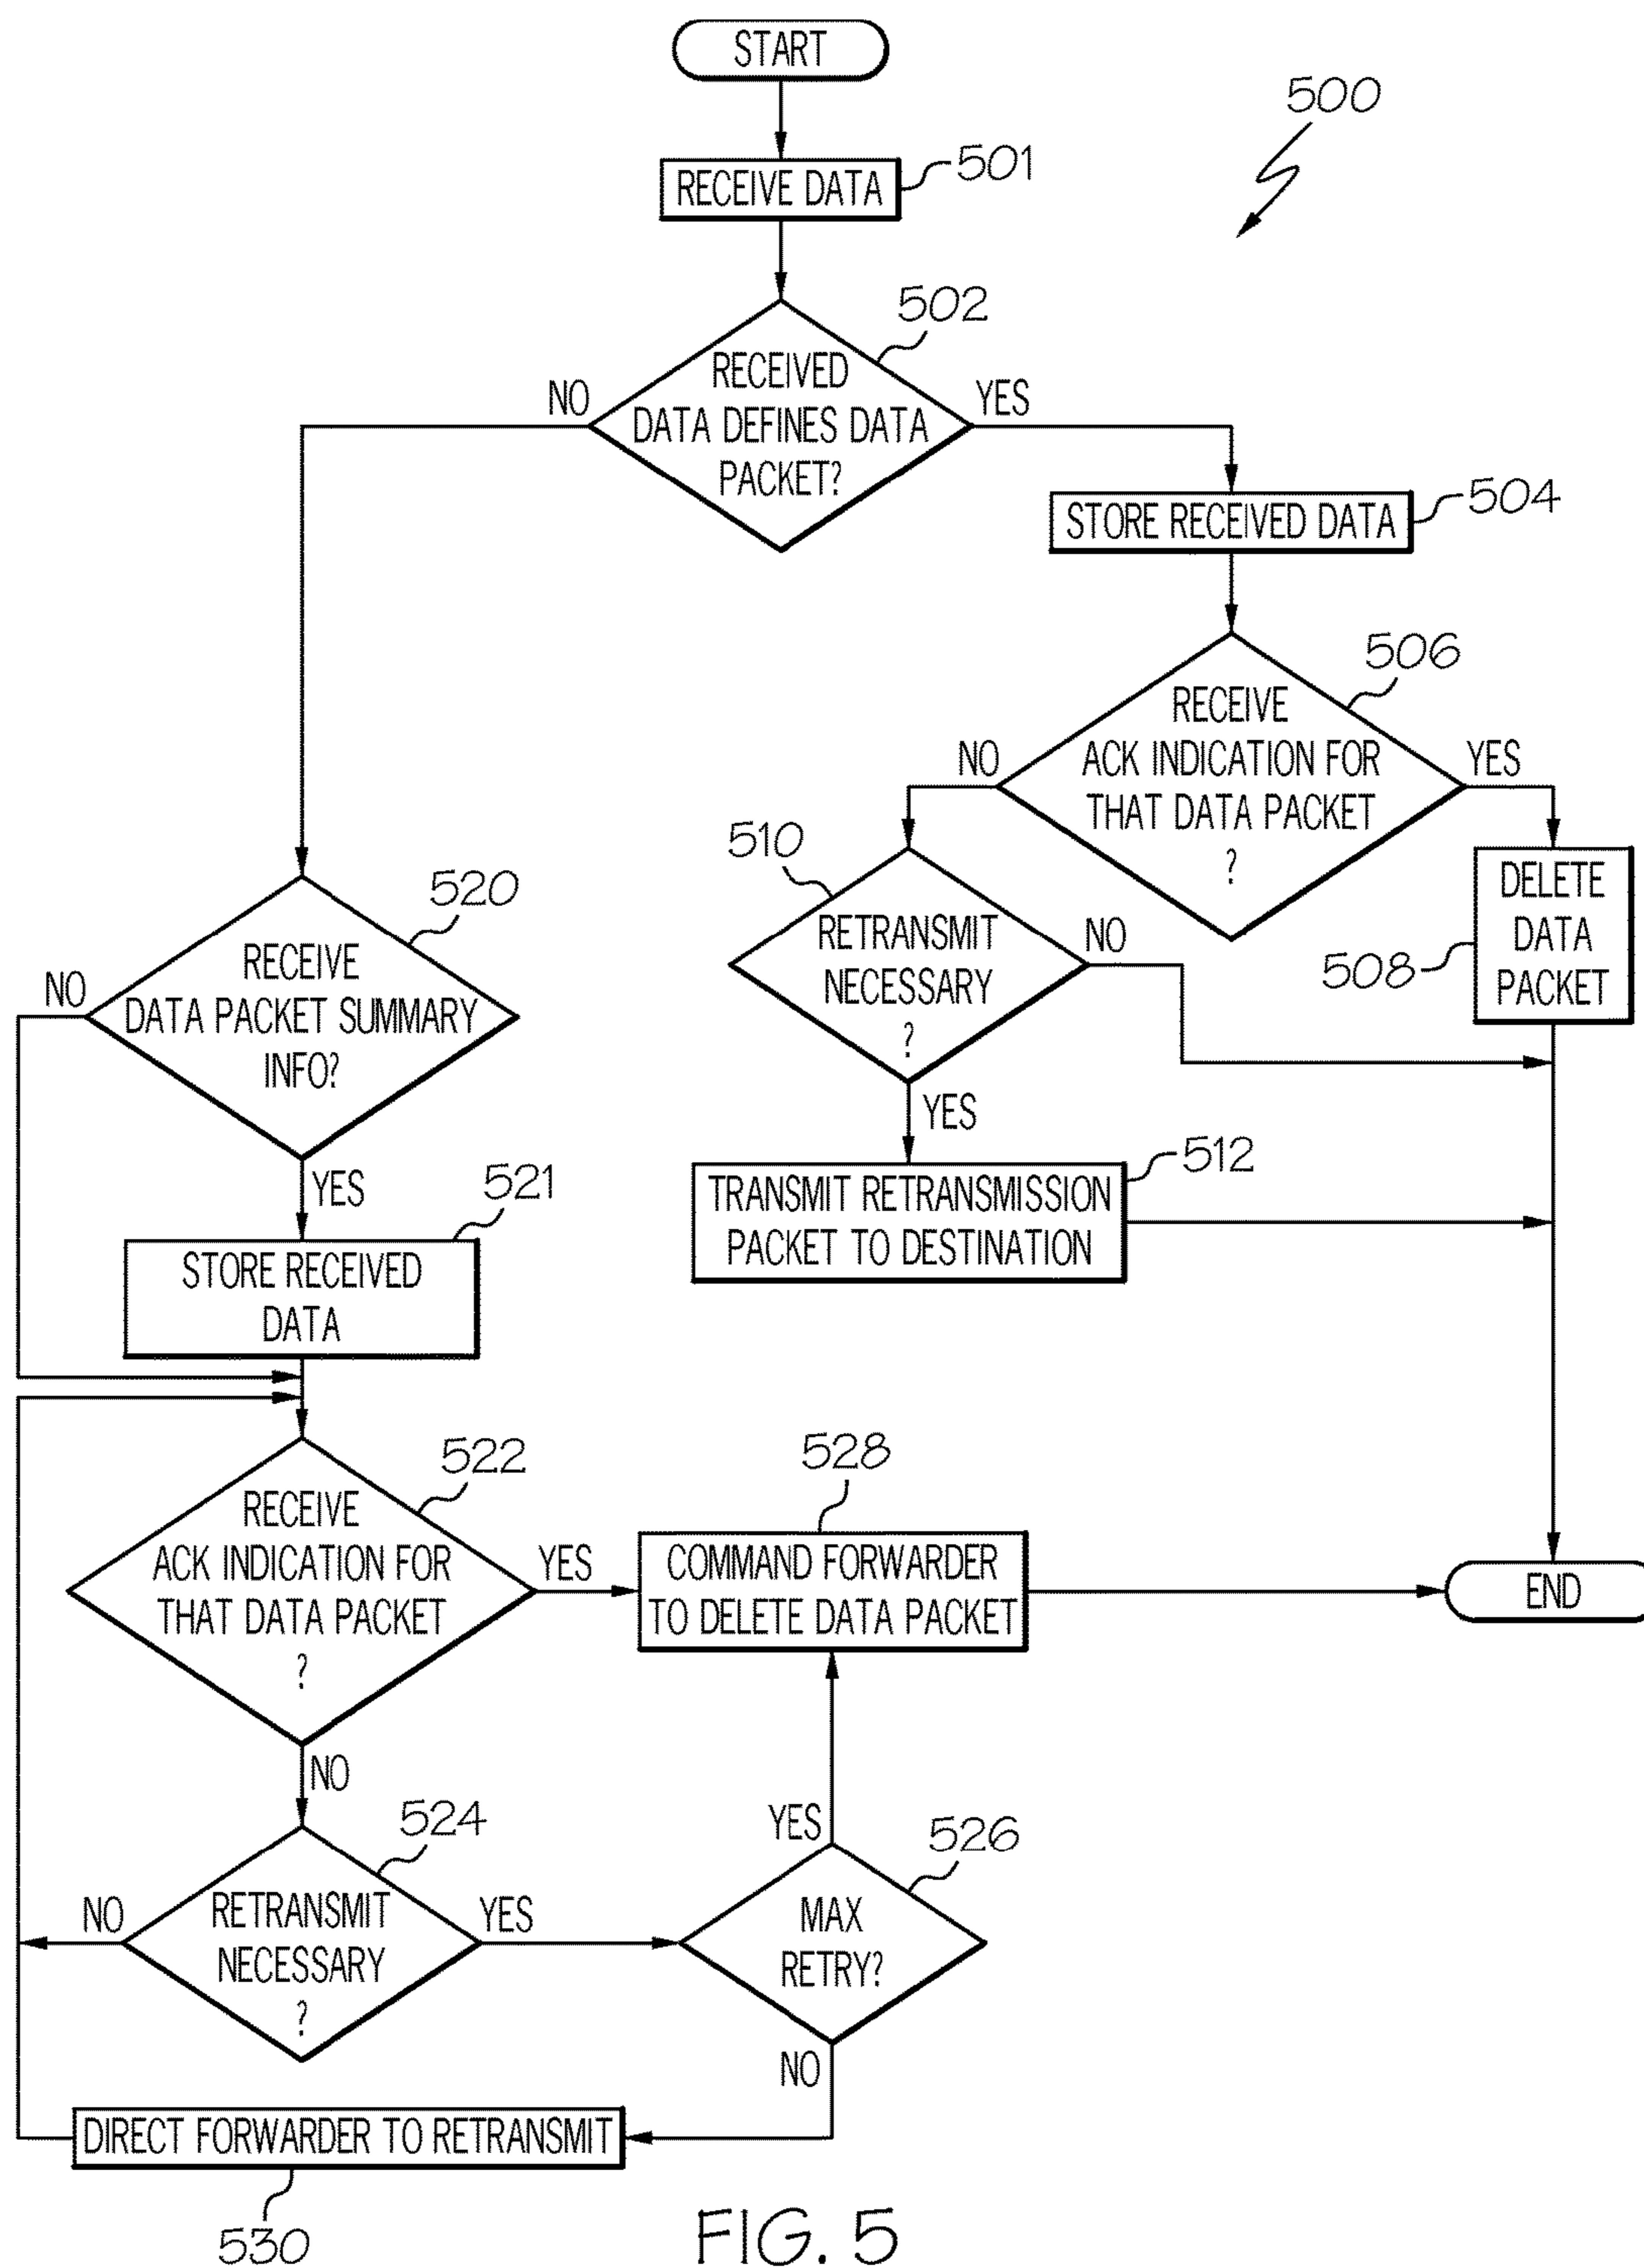 START
500
RECEIVE DATA
501
502
RECEIVED
DATA DEFINES DATA
PACKET?
NO
YES
STORE RECEIVED DATA
504
506
RECEIVE
ACK INDICATION FOR
THAT DATA PACKET
?
NO
YES
510
RETRANSMIT
NECESSARY
?
NO
YES
DELETE
DATA
PACKET
508
TRANSMIT RETRANSMISSION
PACKET TO DESTINATION
512
520
RECEIVE
DATA PACKET SUMMARY
INFO?
NO
YES
521
STORE RECEIVED
DATA
522
RECEIVE
ACK INDICATION FOR
THAT DATA PACKET
?
YES
NO
528
COMMAND FORWARDER
TO DELETE DATA PACKET
END
524
RETRANSMIT
NECESSARY
?
NO
YES
526
MAX
RETRY?
YES
NO
DIRECT FORWARDER TO RETRANSMIT
530
FIG. 5